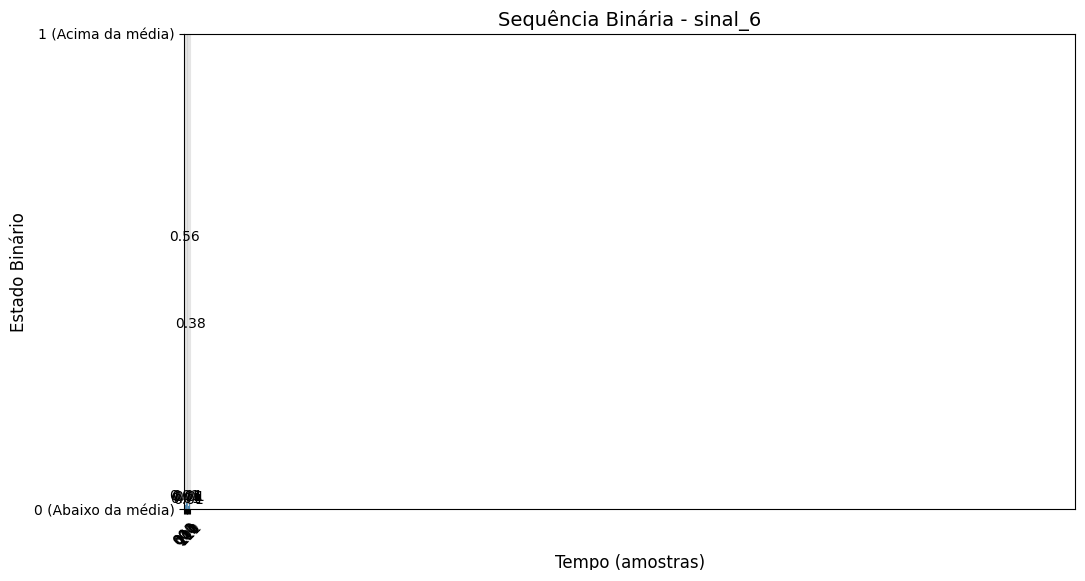 Sequência Binária - sinal_6
1 (Acima da média)
Estado Binário
0.56
0.38
0 (Abaixo da média)
Tempo (amostras)